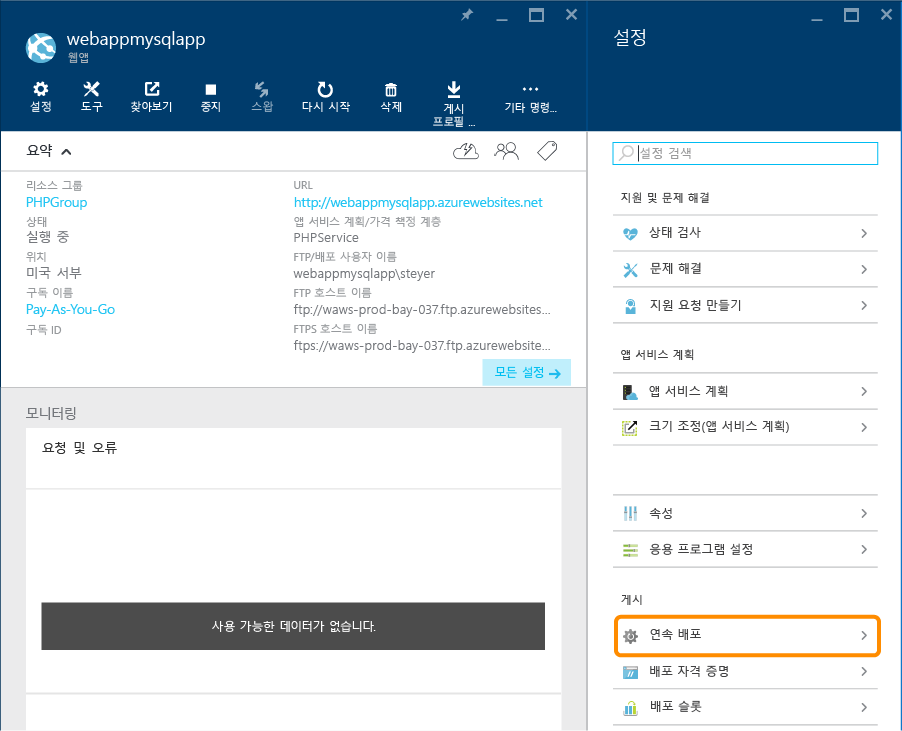 webappmysqlapp
웹앱
설정
도구
찾아보기
중지
스왑
다시 시작
삭제
게시
프로필 ...
기타 명령...
요약
리소스 그룹
PHPGroup
상태
실행 중
위치
미국 서부
구독 이름
Pay-As-You-Go
구독 ID
URL
http://webappmysqlapp.azurewebsites.net
앱 서비스 계획/가격 책정 계층
PHPService
FTP/배포 사용자 이름
webappmysqlapp\steyer
FTP 호스트 이름
ftp://waws-prod-bay-037.ftp.azurewebsites...
FTPS 호스트 이름
ftps://waws-prod-bay-037.ftp.azurewebsite...
모든 설정
모니터링
요청 및 오류
사용 가능한 데이터가 없습니다.
설정
설정 검색
지원 및 문제 해결
상태 검사
문제 해결
지원 요청 만들기
앱 서비스 계획
앱 서비스 계획
크기 조정(앱 서비스 계획)
속성
응용 프로그램 설정
게시
연속 배포
배포 자격 증명
배포 슬롯